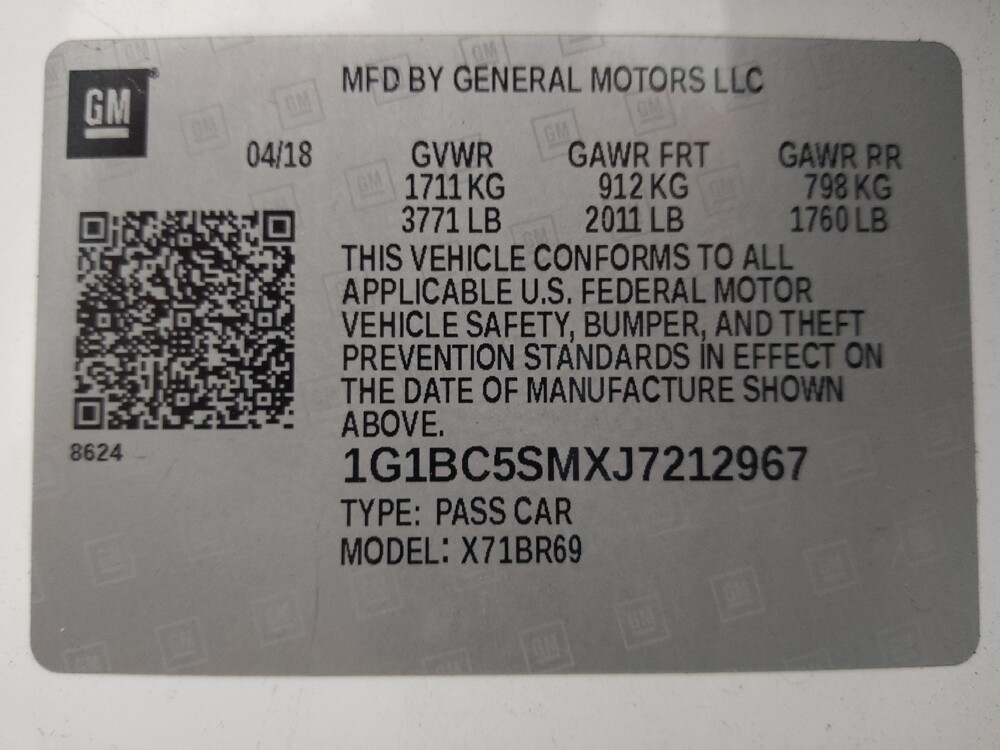 GM
MFD BY GENERAL MOTORS LLC
04/18 GVWR GAWR FRT GAWR RR
1711 KG 912 KG 798 KG
3771 LB 2011 LB 1760 LB
THIS VEHICLE CONFORMS TO ALL
APPLICABLE U.S. FEDERAL MOTOR
VEHICLE SAFETY, BUMPER, AND THEFT
PREVENTION STANDARDS IN EFFECT ON
THE DATE OF MANUFACTURE SHOWN
ABOVE.
8624
1G1BC5SMXJ7212967
TYPE: PASS CAR
MODEL: X71BR69